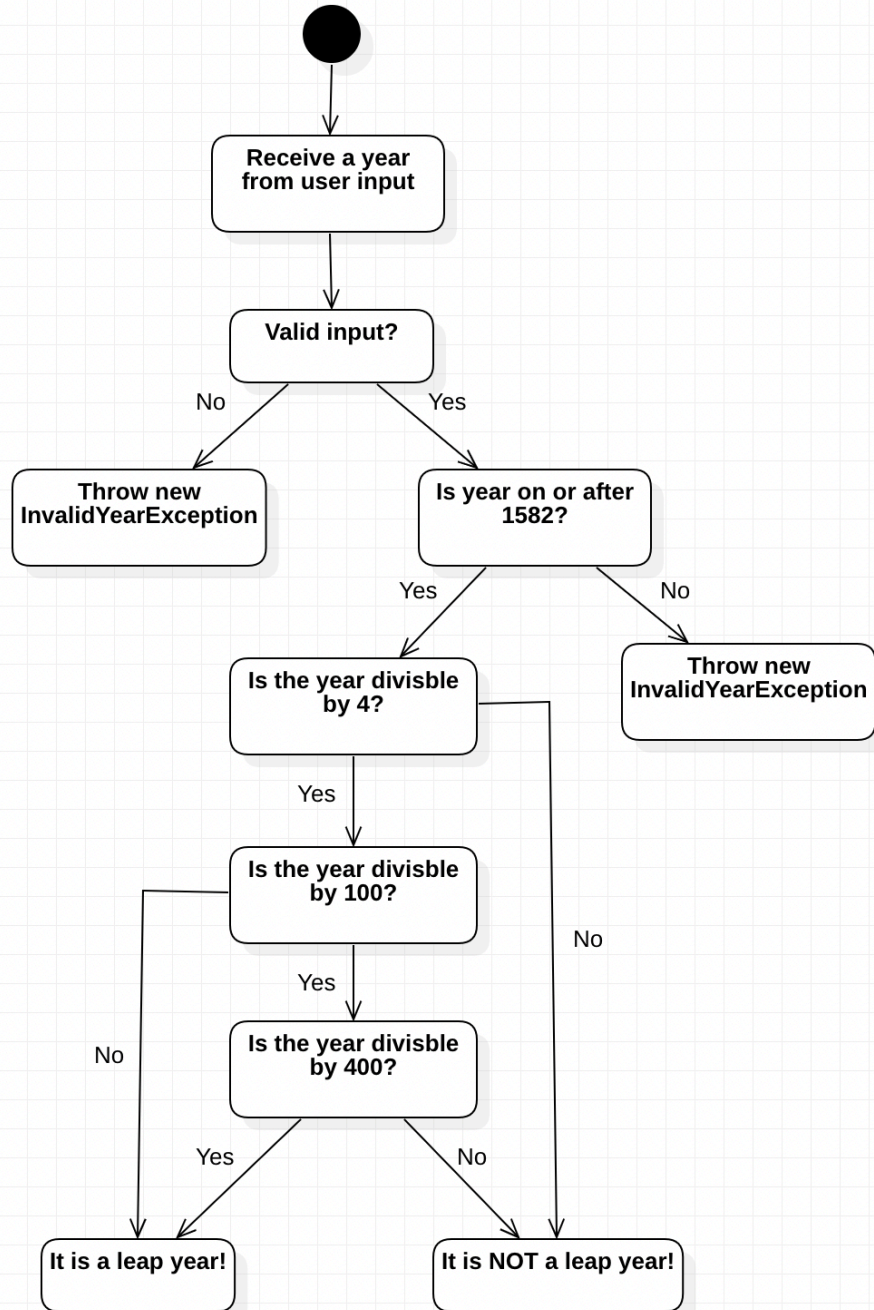 Receive a year
from user input
Valid input?
No
Yes
Throw new
InvalidYearException
Is year on or after
1582?
Yes
No
Is the year divisble
by 4?
Throw new
InvalidYearException
Yes
Is the year divisble
by 100?
No
Yes
Is the year divisble
by 400?
No
Yes
No
It is a leap year!
It is NOT a leap year!